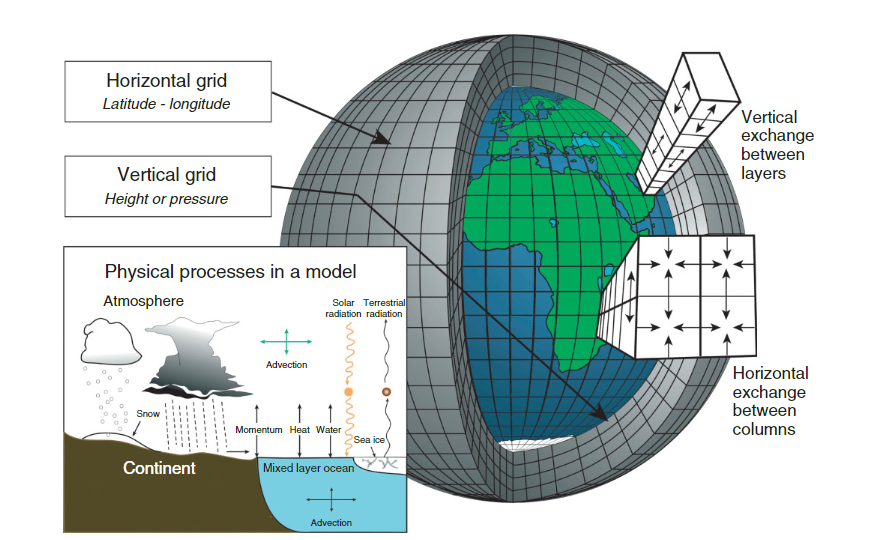 Horizontal grid
Latitude - longitude
Vertical grid
Height or pressure
Vertical
exchange
between
layers
Physical processes in a model
Atmosphere
Solar
radiation
Terrestrial
radiation
Advection
Snow
Momentum Heat Water
Sea ice
Continent
Mixed layer ocean
Advection
Horizontal
exchange
between
columns